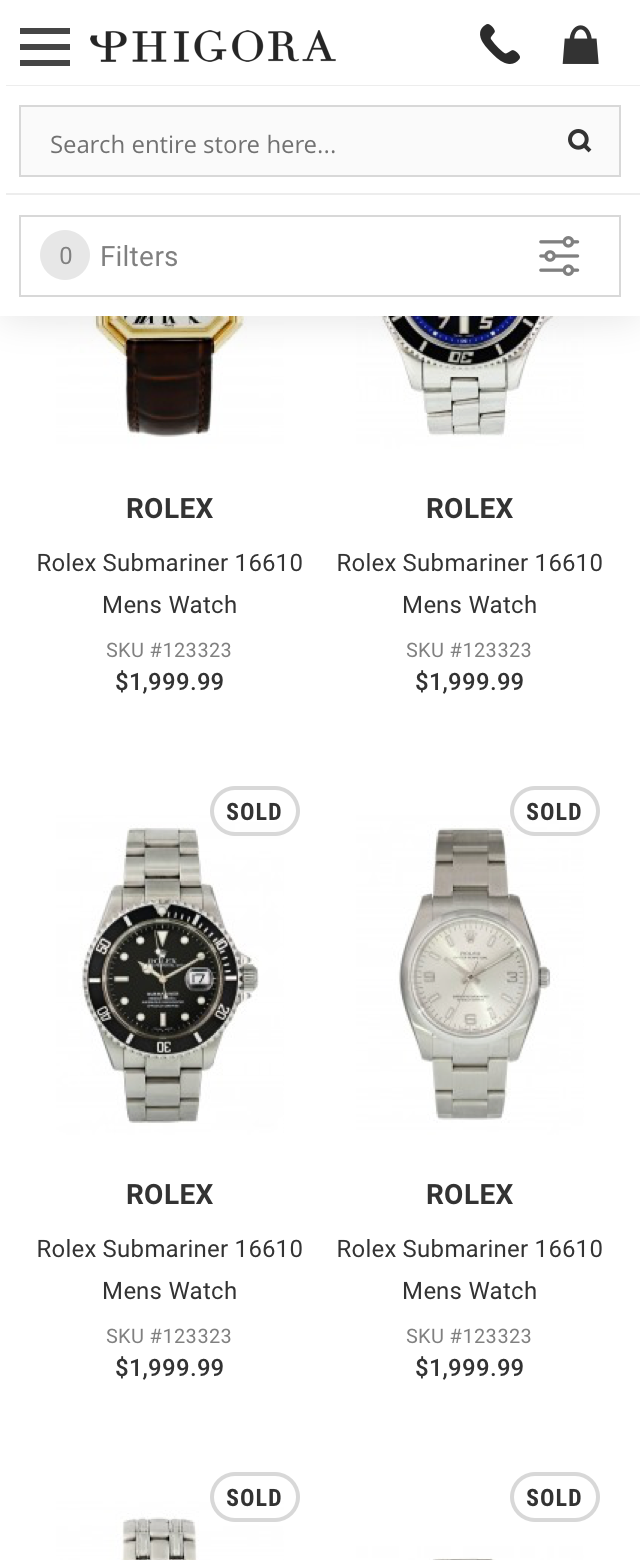 PHIGORA
Search entire store here...
0 Filters
ROLEX
Rolex Submariner 16610
Mens Watch
SKU #123323
$1,999.99
ROLEX
Rolex Submariner 16610
Mens Watch
SKU #123323
$1,999.99
SOLD
ROLEX
Rolex Submariner 16610
Mens Watch
SKU #123323
$1,999.99
SOLD
ROLEX
Rolex Submariner 16610
Mens Watch
SKU #123323
$1,999.99
SOLD
SOLD